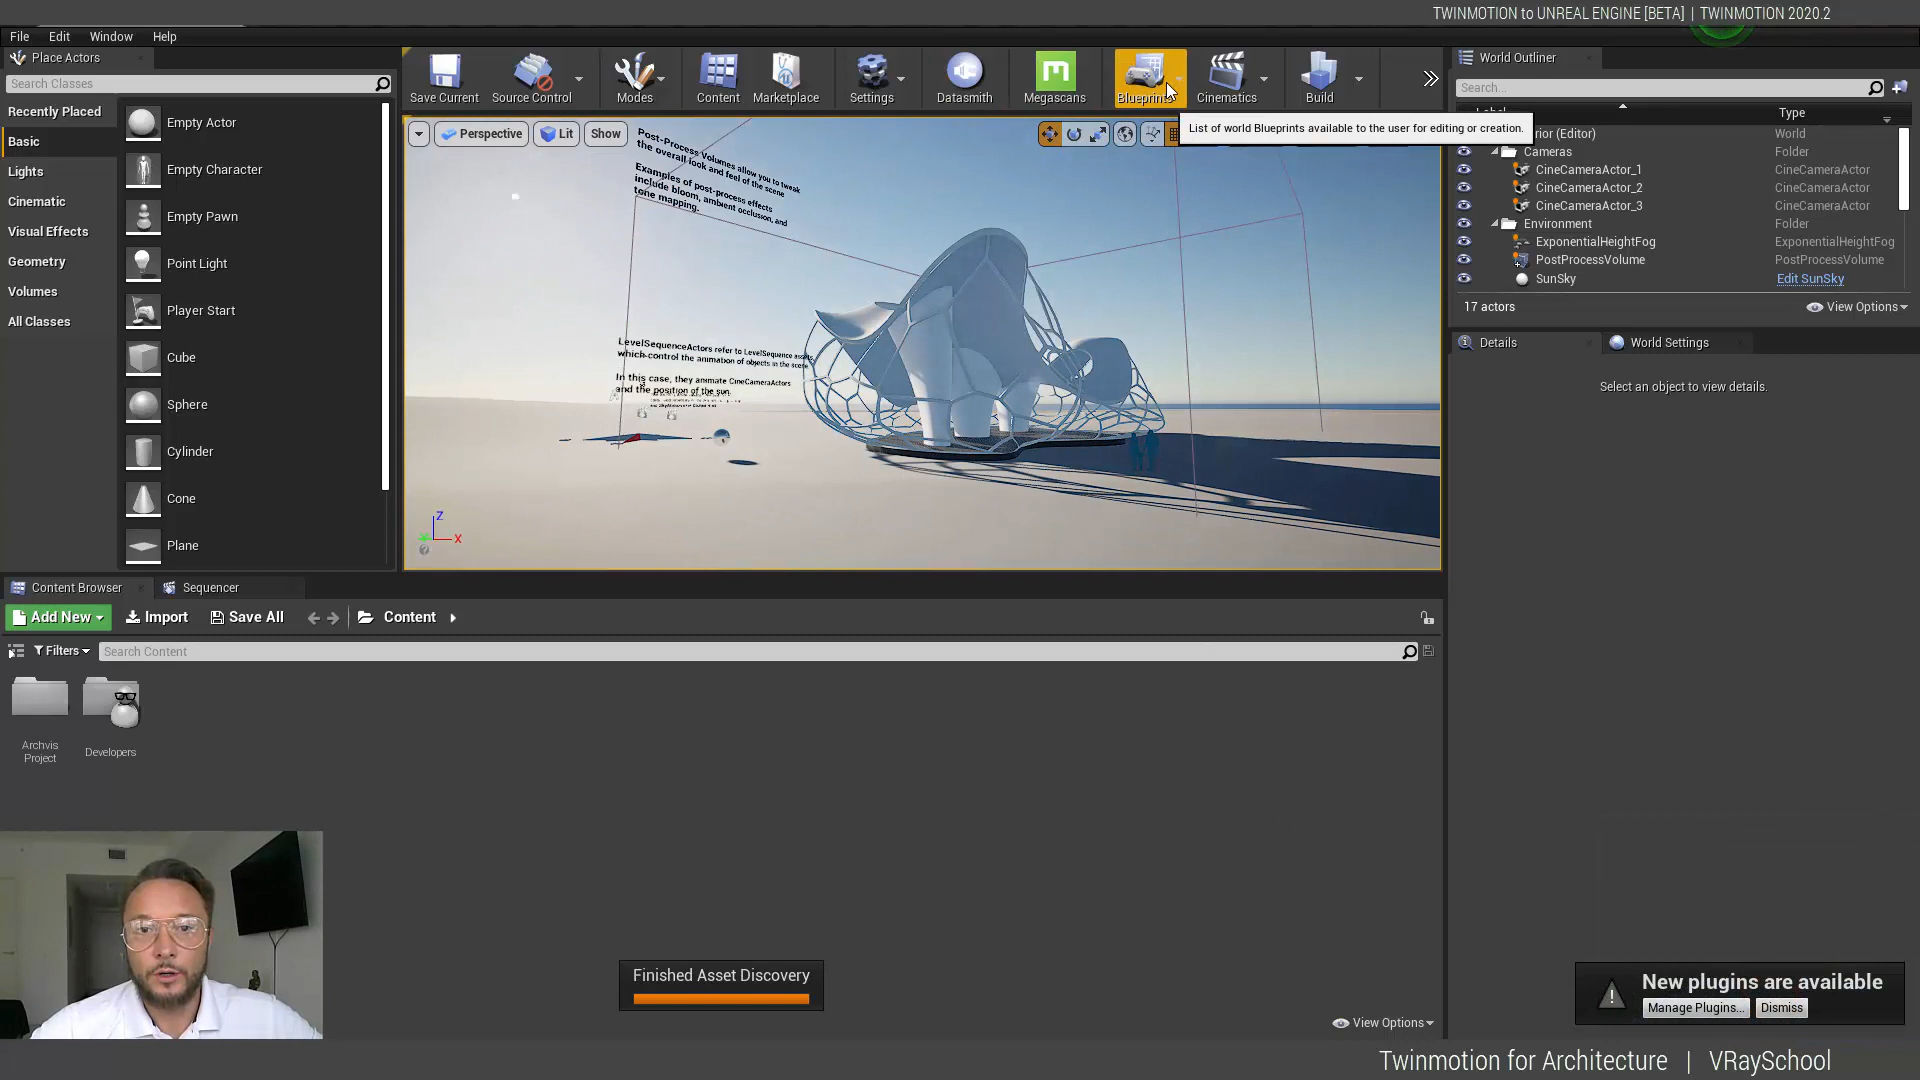 TWINMOTION to UNREAL ENGINE [BETA] | TWINMOTION 2020.2
File Edit Window Help
Place Actors
Search Classes
Recently Placed
Basic
Lights
Cinematic
Visual Effects
Geometry
Volumes
All Classes
Empty Actor
Empty Character
Empty Pawn
Point Light
Player Start
Cube
Sphere
Cylinder
Cone
Plane
Save Current
Source Control
Modes
Content
Marketplace
Settings
Datasmith
Megascans
Blueprints
Cinematics
Build
List of world Blueprints available to the user for editing or creation.
Perspective
Lit
Show
Post-Process Volumes allow you to tweak
the overall look and feel of the scene
Examples of post-process effects
include bloom, ambient occlusion, and
tone mapping.
LevelSequenceActors refer to LevelSequence assets
which control the animation of objects in the scene
In this case, they animate CineCameraActors
and the position of the sun.
Z
X
World Outliner
Search...
Label
Type
(Editor) World
Cameras Folder
CineCameraActor_1 CineCameraActor
CineCameraActor_2 CineCameraActor
CineCameraActor_3 CineCameraActor
Environment Folder
ExponentialHeightFog ExponentialHeightFog
PostProcessVolume PostProcessVolume
SunSky Edit SunSky
17 actors
View Options
Details
World Settings
Select an object to view details.
Content Browser
Sequencer
Add New
Import
Save All
Content
Filters
Search Content
Archvis
Project
Developers
Finished Asset Discovery
View Options
New plugins are available
Manage Plugins...
Dismiss
Twinmotion for Architecture | VRaySchool